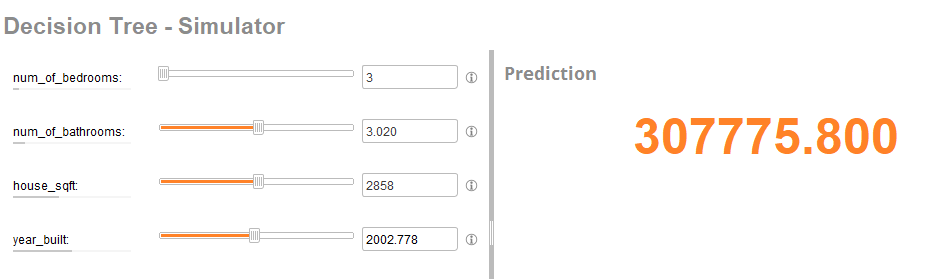 Decision Tree - Simulator
num_of_bedrooms: 3
Prediction
num_of_bathrooms: 3.020
307775.800
house_sqft: 2858
year_built: 2002.778